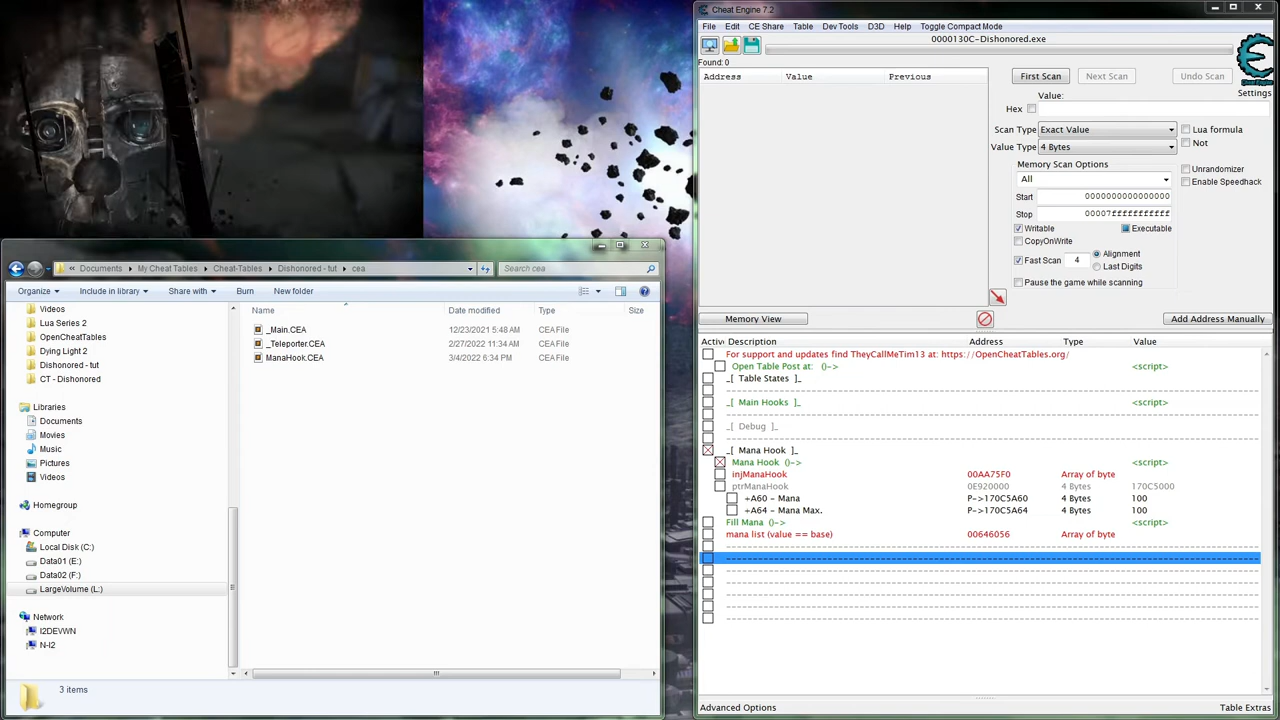 Cheat Engine 7.2
File Edit CE Share Table Dev Tools D3D Help Toggle Compact Mode
0000130C-Dishonored.exe
Found: 0
Address Value Previous
First Scan Next Scan Undo Scan
Settings
Value:
Hex
Scan Type Exact Value Lua formula
Not
Value Type 4 Bytes
Memory Scan Options
All
Unrandomizer
Enable Speedhack
Start 0000000000000000
Stop 00007fffffffffff
Writable Executable
CopyOnWrite
Fast Scan 4 Alignment
Last Digits
Pause the game while scanning
Memory View Add Address Manually
Active Description Address Type Value
For support and updates find TheyCallMeTim13 at: https://OpenCheatTables.org/
Open Table Post at: ()-> <script>
_[ Table States ]_
_[ Main Hooks ]_ <script>
_[ Debug ]_
_[ Mana Hook ]_
Mana Hook ()-> <script>
injManaHook 00AA75F0 Array of byte
ptrManaHook 0E920000 4 Bytes 170C5000
+A60 - Mana P->170C5A60 4 Bytes 100
+A64 - Mana Max. P->170C5A64 4 Bytes 100
Fill Mana ()-> <script>
mana list (value == base) 00646056 Array of byte
Advanced Options Table Extras
« Documents My Cheat Tables Cheat-Tables Dishonored - tut cea
Search cea
Organize Include in library Share with Burn New folder
Name Date modified Type Size
_Main.CEA 12/23/2021 5:48 AM CEA File
_Teleporter.CEA 2/27/2022 11:34 AM CEA File
ManaHook.CEA 3/4/2022 6:34 PM CEA File
Videos
Lua Series 2
OpenCheatTables
Dying Light 2
Dishonored - tut
CT - Dishonored
Libraries
Documents
Movies
Music
Pictures
Videos
Homegroup
Computer
Local Disk (C:)
Data01 (E:)
Data02 (F:)
LargeVolume (L:)
Network
I2DEVWN
N-I2
3 items